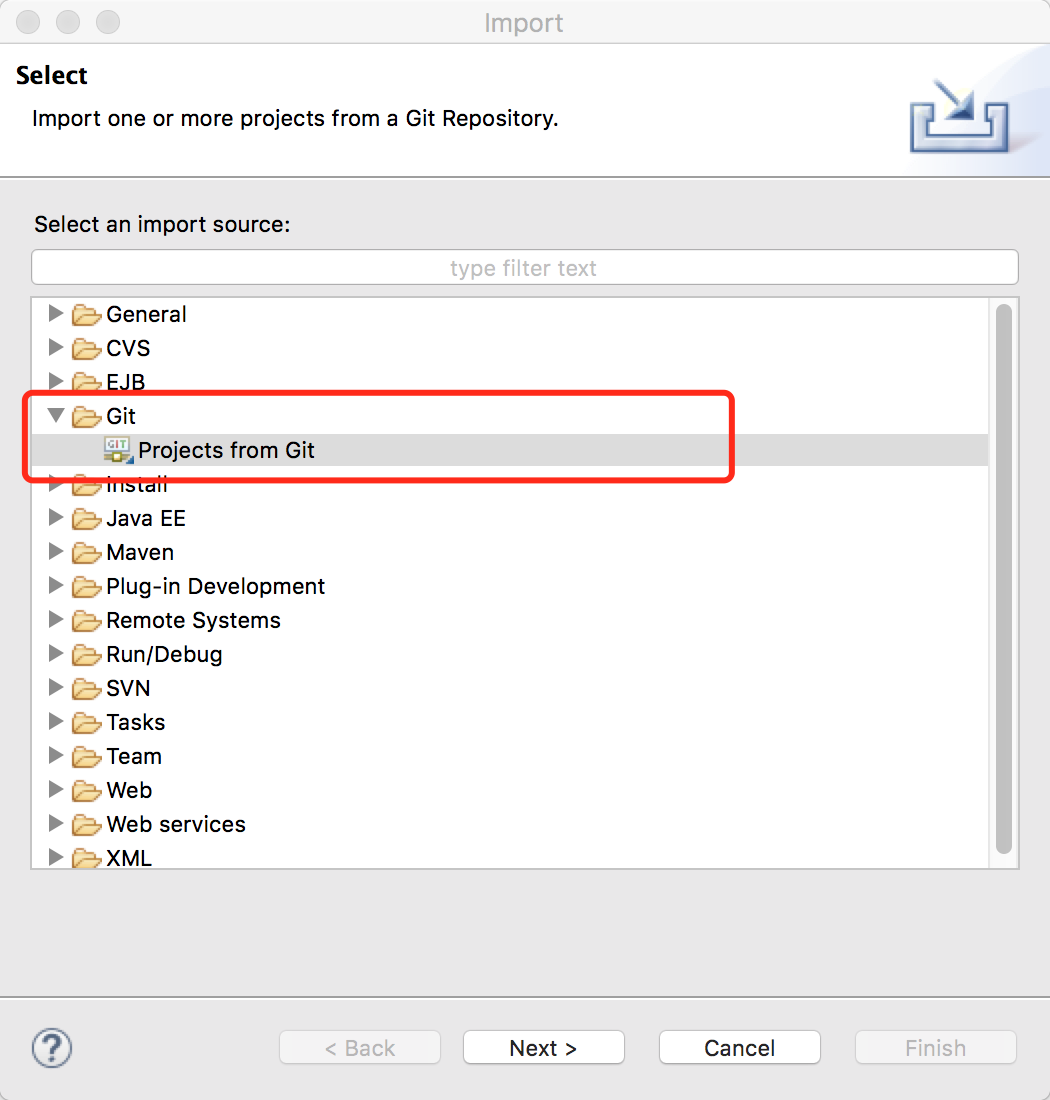 Import
Select
Import one or more projects from a Git Repository.
Select an import source:
type filter text
General
CVS
EJB
Git
GIT Projects from Git
Install
Java EE
Maven
Plug-in Development
Remote Systems
Run/Debug
SVN
Tasks
Team
Web
Web services
XML
? < Back Next > Cancel Finish